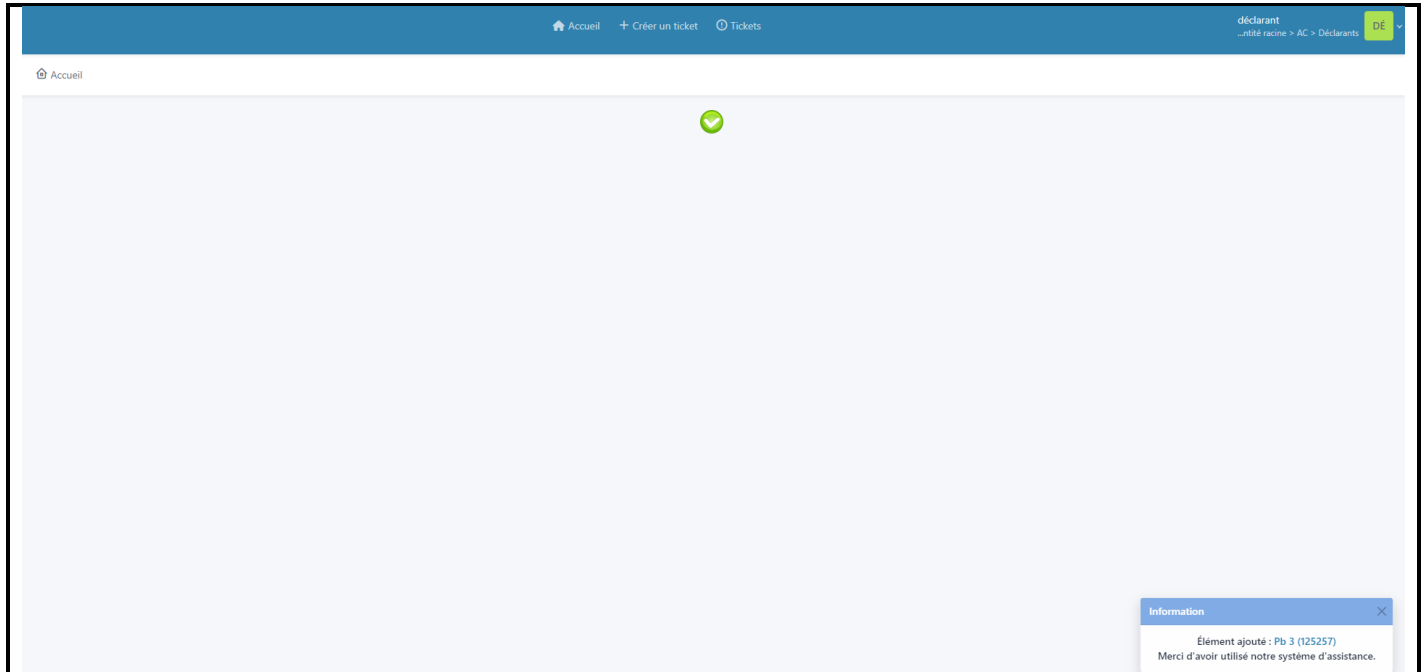 Accueil
Créer un ticket
Tickets
déclarant
...ntité racine > AC > Déclarants
DÉ
Accueil
Information
Élément ajouté : Pb 3 (125257)
Merci d'avoir utilisé notre système d'assistance.